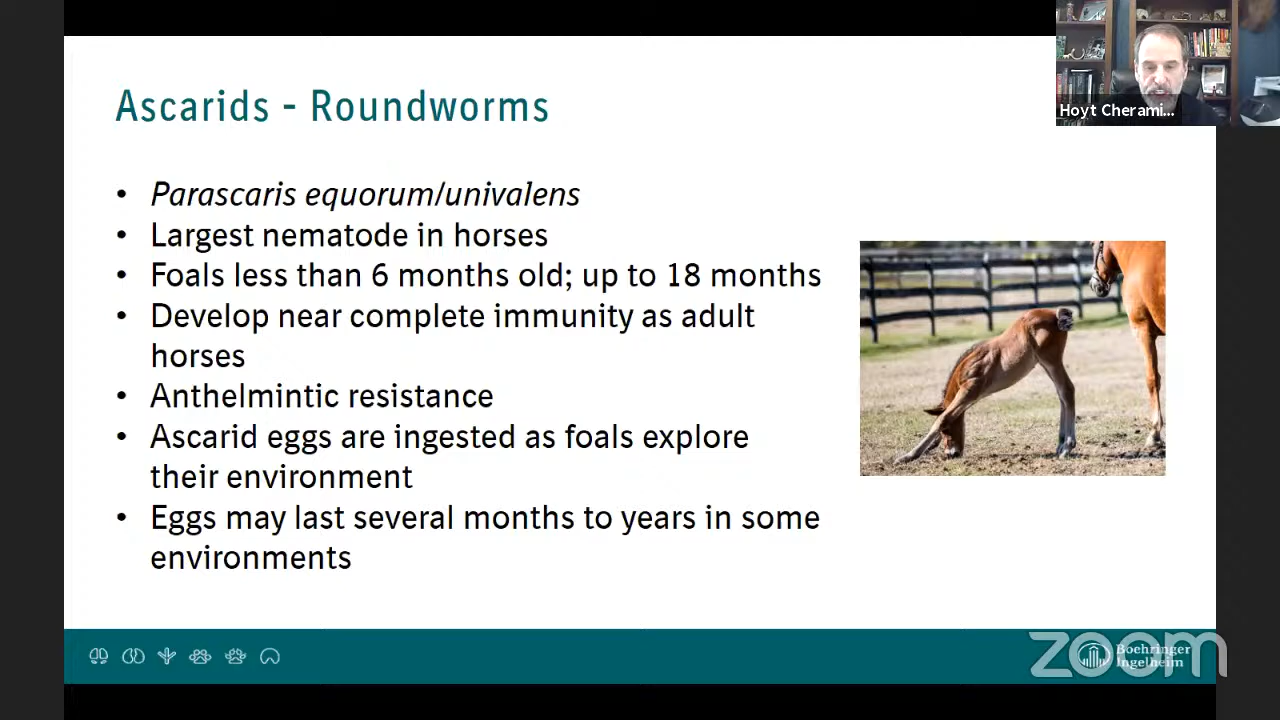 Hoyt Cherami...
Ascarids - Roundworms
• Parascaris equorum/univalens
• Largest nematode in horses
• Foals less than 6 months old; up to 18 months
• Develop near complete immunity as adult
horses
• Anthelmintic resistance
• Ascarid eggs are ingested as foals explore
their environment
• Eggs may last several months to years in some
environments
zoom
Boehringer
Ingelheim